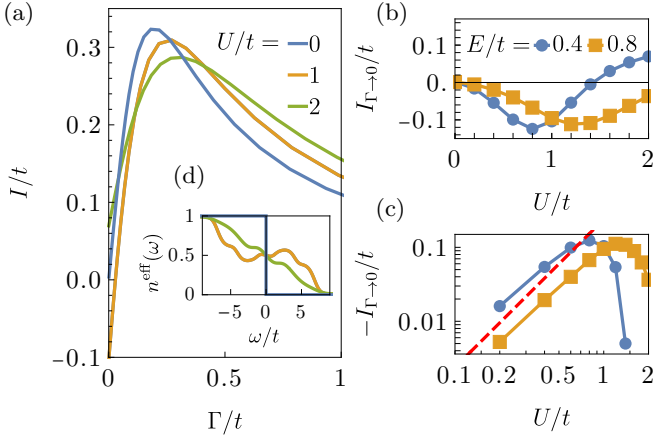 (a)
U/t =
0
1
2
0.3
0.2
0.1
0.0
-0.1
I/t
0
0.5
1
Γ/t
(d)
1
0.5
0
n^eff(ω)
-5
0
5
ω/t
(b)
E/t = 0.4 0.8
0.1
0
-0.1
I_{Γ→0}/t
0
1
2
U/t
(c)
0.10
0.01
-I_{Γ→0}/t
0.1
0.2
0.5
1
2
U/t